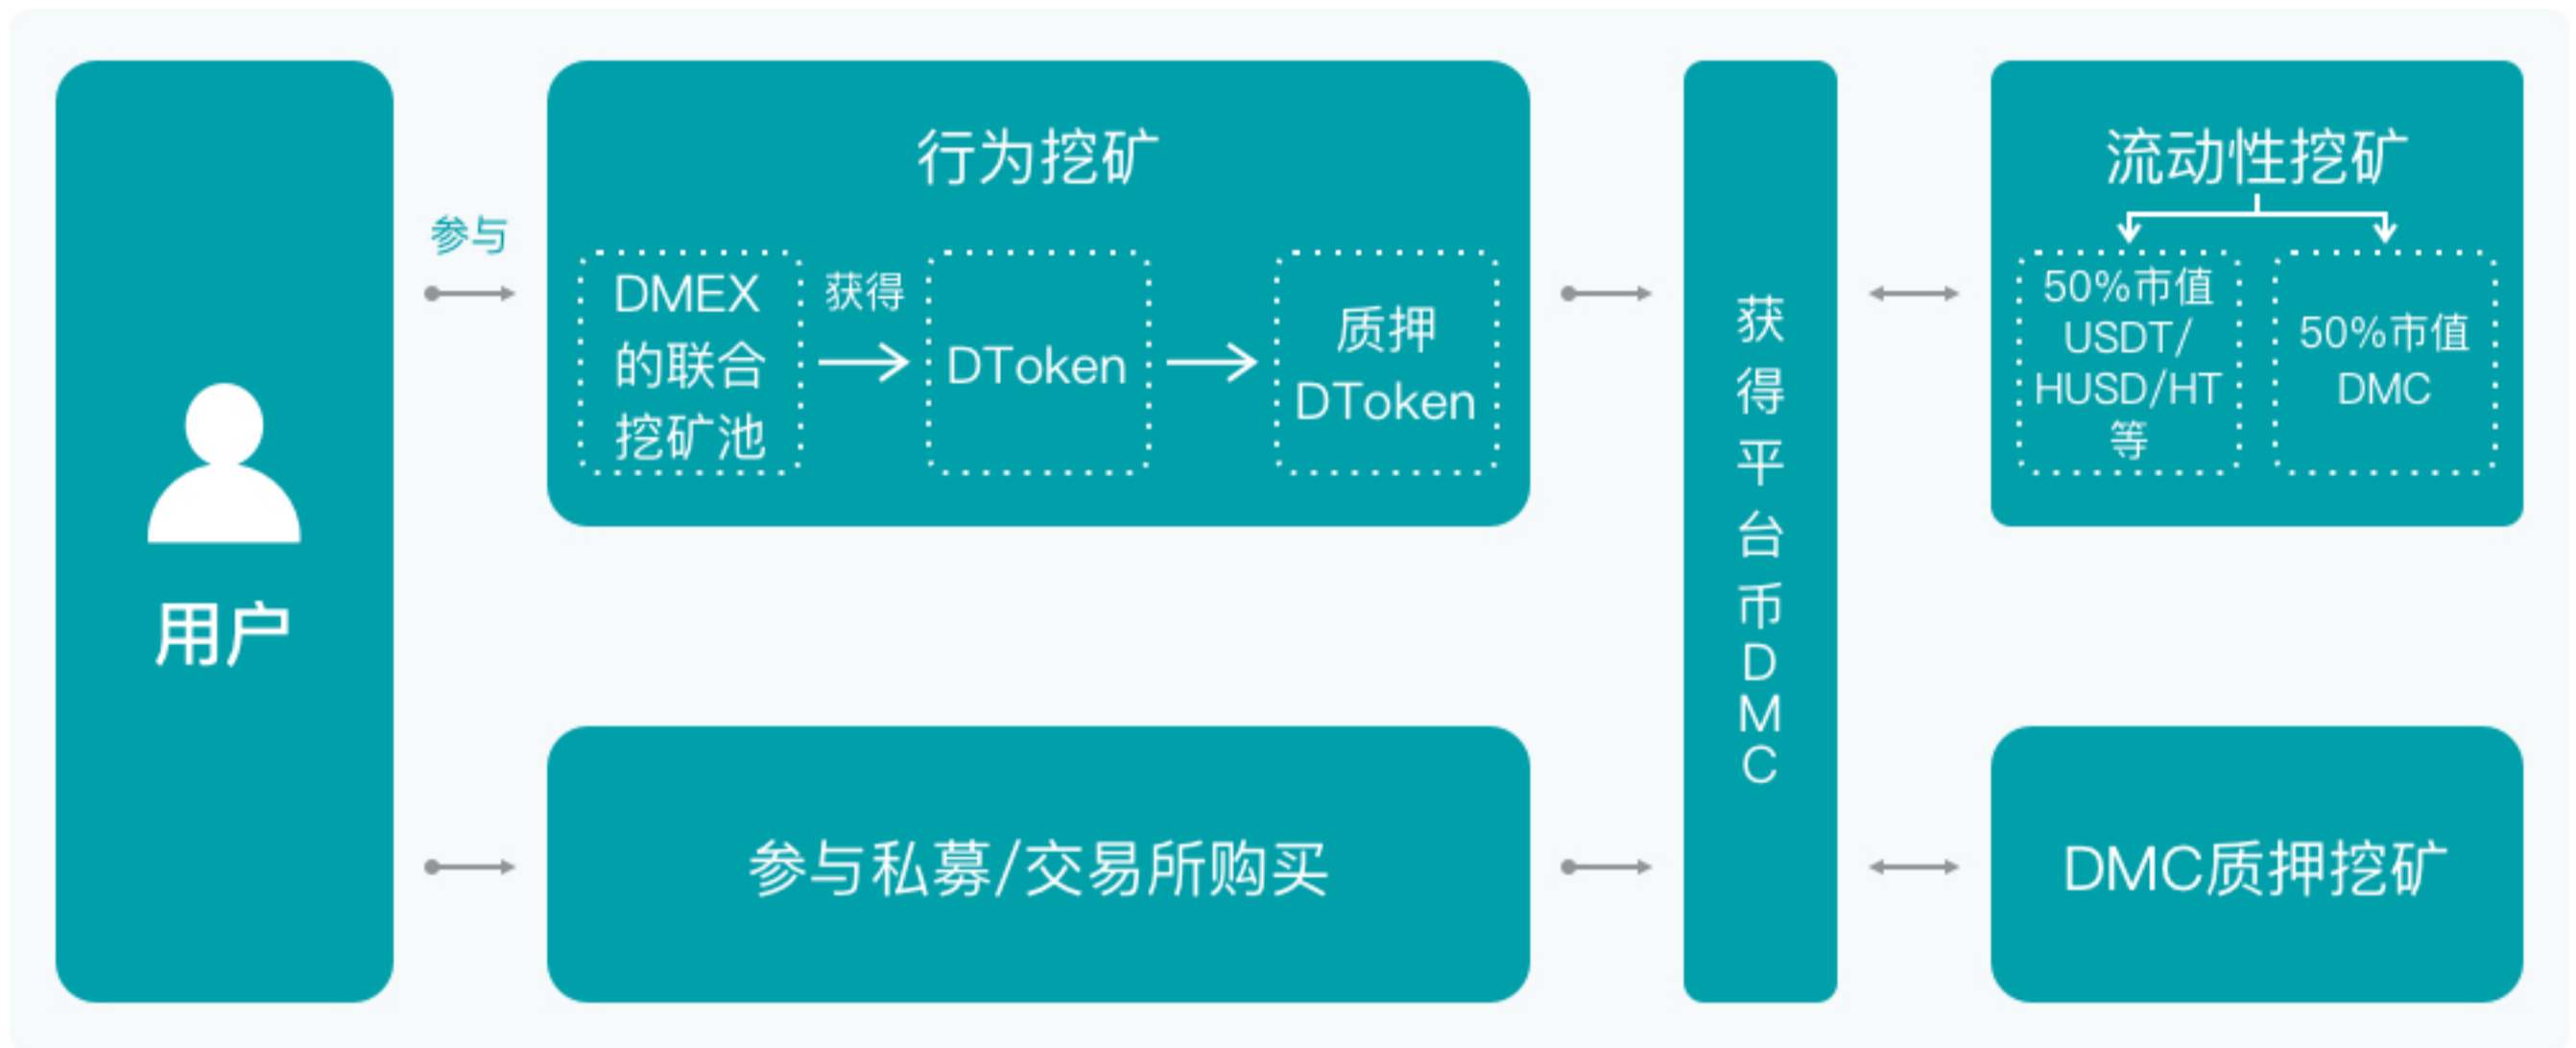 用户
参与
行为挖矿
DMEX
的联合
挖矿池
获得
DToken
质押
DToken
参与私募/交易所购买
获
得
平
台
币
D
M
C
流动性挖矿
50%市值
USDT/
HUSD/HT
等
50%市值
DMC
DMC质押挖矿